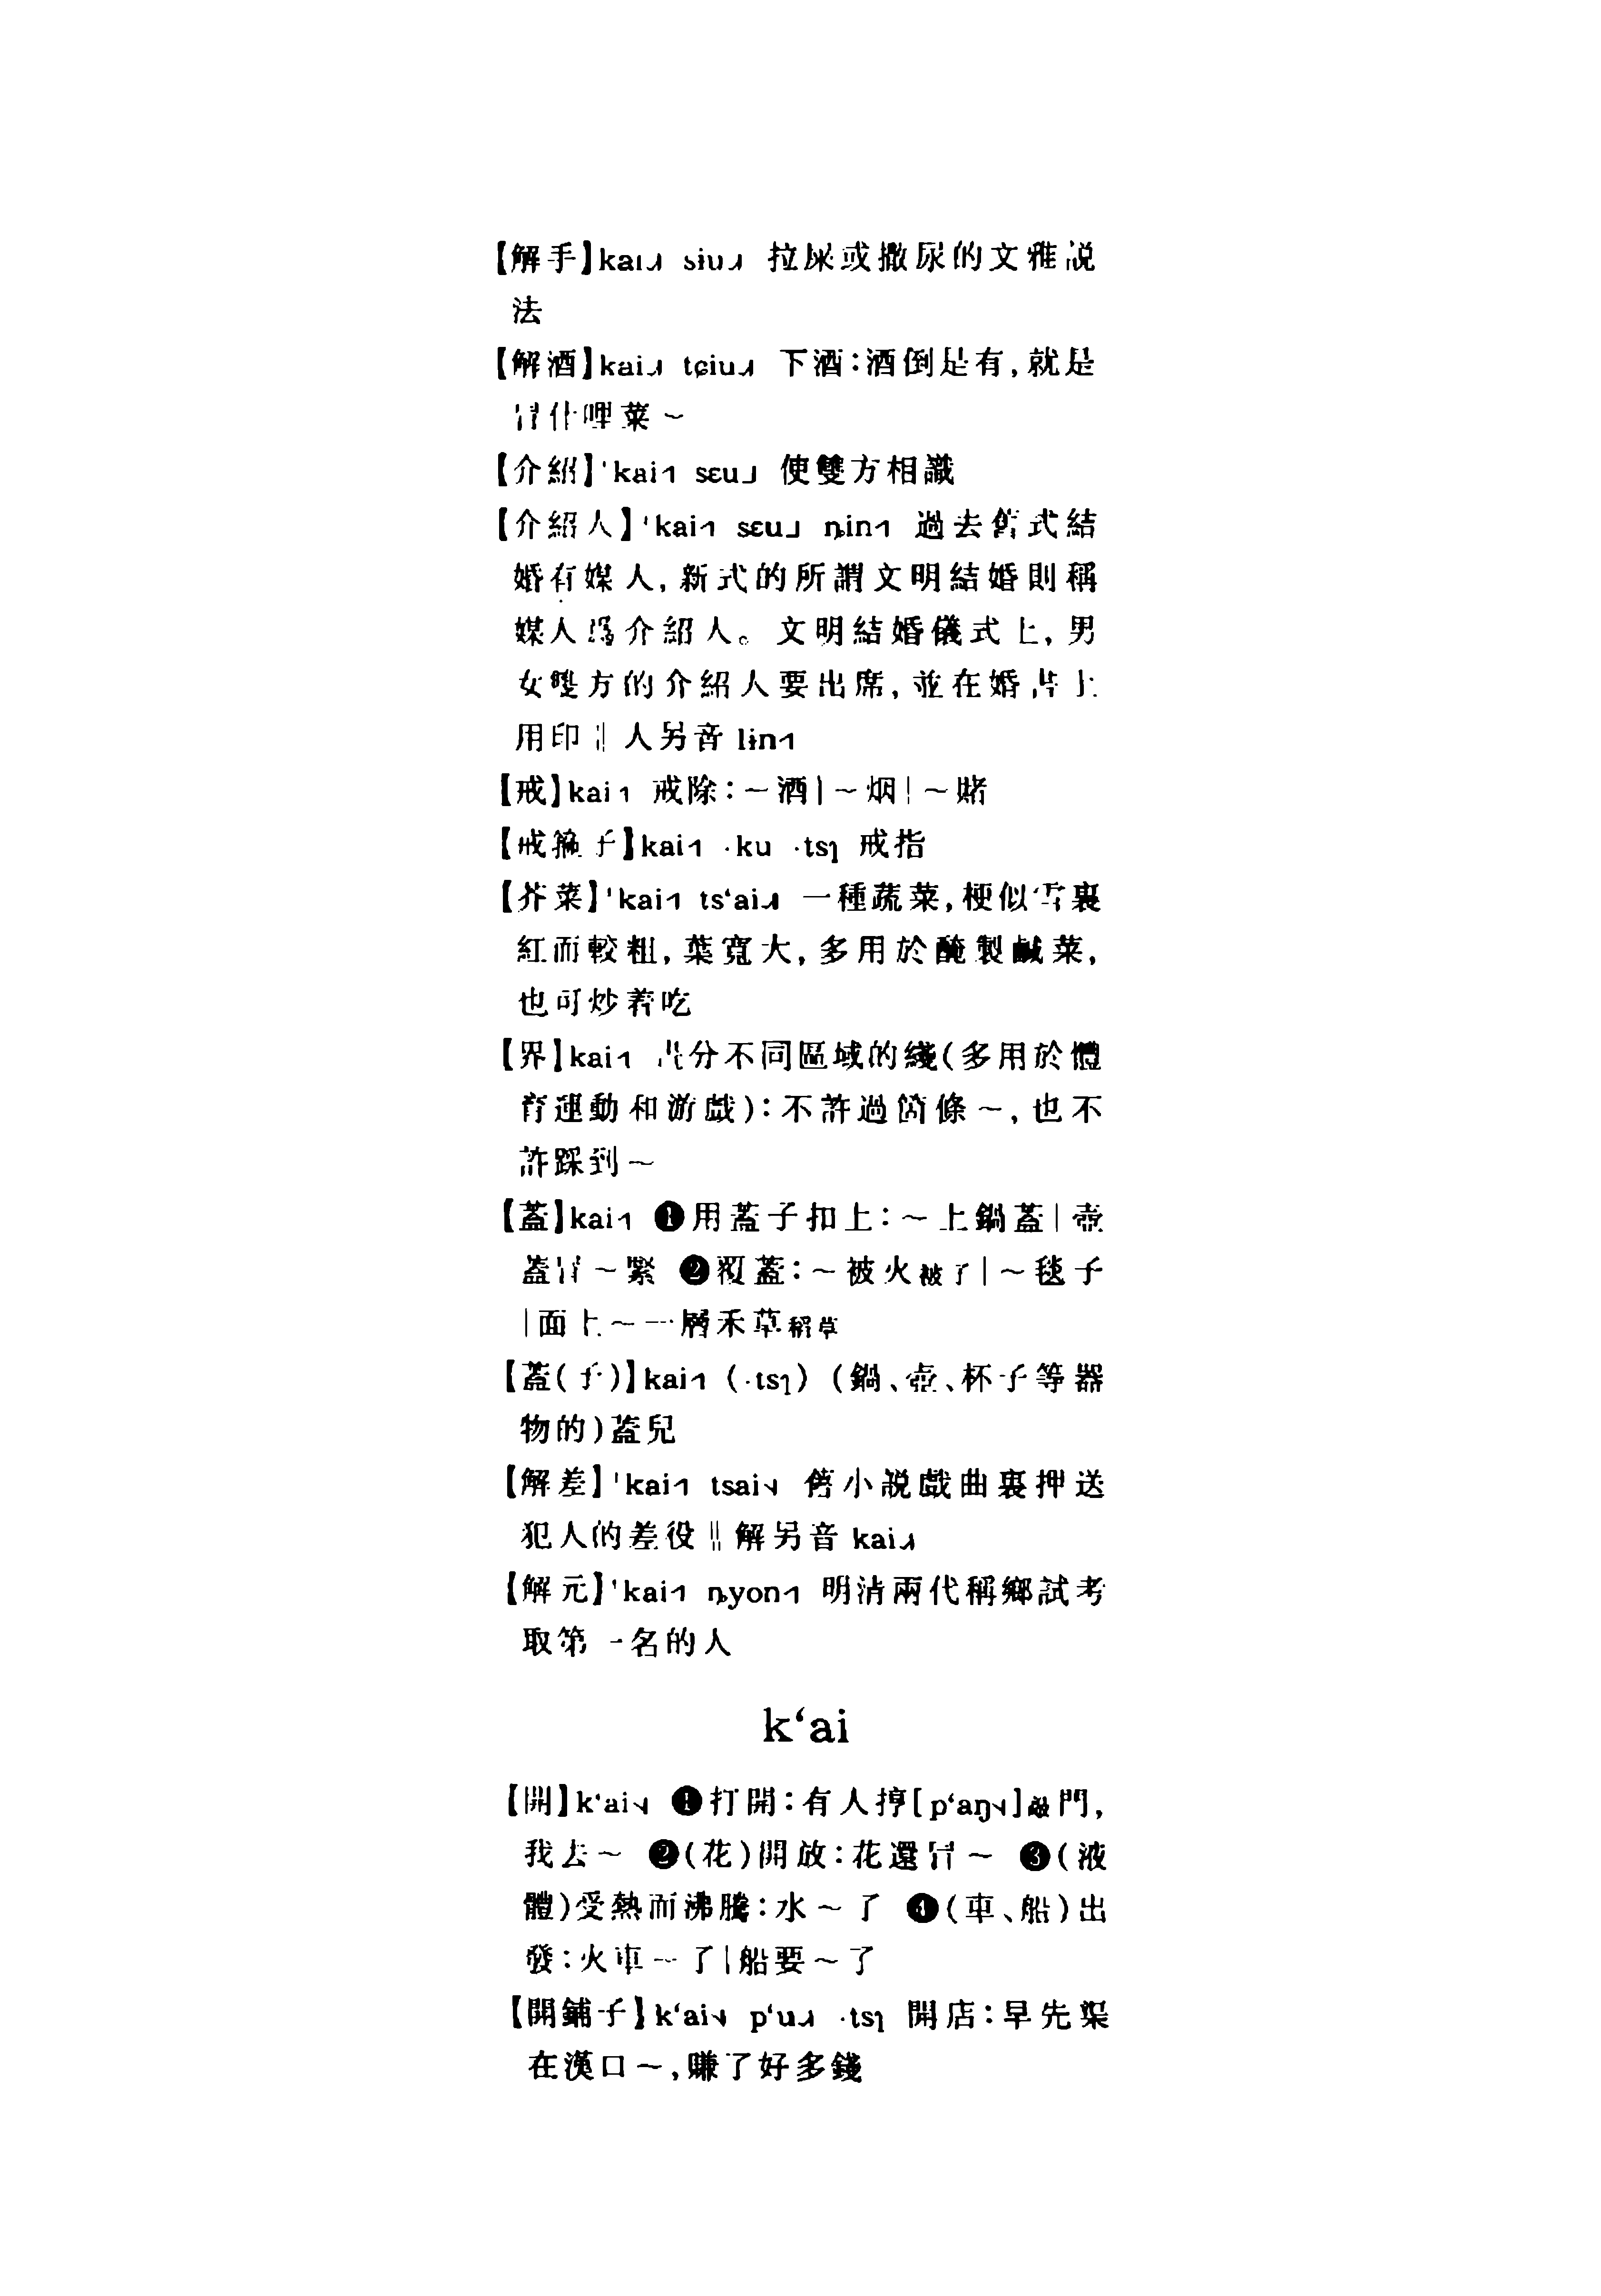 【解手】kai˩˧ siu˩˧ 拉屎或撒尿的文雅説
法
【解酒】kai˩˧ tɕiu˩˧ 下酒：酒倒是有，就是
冇什哩菜～
【介紹】'kai˧˥ sɛu˩ 使雙方相識
【介紹人】'kai˧˥ sɛu˩ ȵin˧˥ 過去舊式結
婚有媒人，新式的所謂文明結婚則稱
媒人爲介紹人。文明結婚儀式上，男
女雙方的介紹人要出席，並在婚書上
用印‖人另音 lin˧˥
【戒】kai˧˥ 戒除：～酒|～烟|～賭
【戒箍子】kai˧˥ ·ku ·tsɿ 戒指
【芥菜】'kai˧˥ ts‘ai˩˧ 一種蔬菜，梗似雪裏
紅而較粗，葉寬大，多用於醃製鹹菜，
也可炒着吃
【界】kai˧˥ 劃分不同區域的綫(多用於體
育運動和游戲)：不許過箇條～，也不
許踩到～
【蓋】kai˧˥ ❶用蓋子扣上：～上鍋蓋|壺
蓋冇～緊 ❷覆蓋：～被火被子|～毯子
|面上～一層禾草稻草
【蓋(子)】kai˧˥ (·tsɿ) (鍋、壺、杯子等器
物的)蓋兒
【解差】'kai˧˥ tsai˦˨ 舊小説戲曲裏押送
犯人的差役‖解另音 kai˩˧
【解元】'kai˧˥ ȵyon˧˥ 明清兩代稱鄉試考
取第一名的人
k‘ai
【開】k‘ai˦˨ ❶打開：有人揨[p‘aŋ˦˨]敲門，
我去～ ❷(花)開放：花還冇～ ❸(液
體)受熱而沸騰：水～了 ❹(車、船)出
發：火車～了|船要～了
【開鋪子】k‘ai˦˨ p‘u˩˧ ·tsɿ 開店：早先渠
在漢口～，賺了好多錢